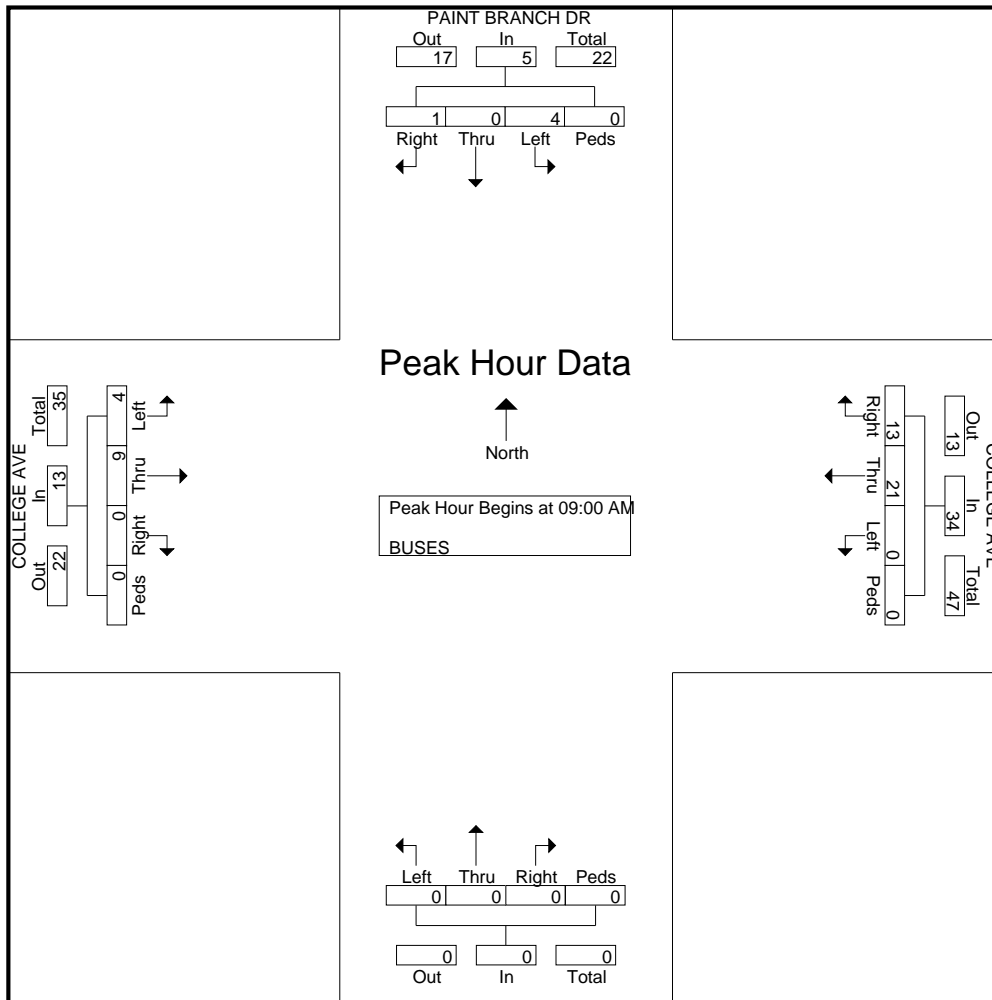 PAINT BRANCH DR
Out In Total
17 5 22
1 0 4 0
Right Thru Left Peds
Peak Hour Data
North
Peak Hour Begins at 09:00 AM
BUSES
COLLEGE AVE
Out In Total
22 13 35
4 9 0 0
Left Thru Right Peds
Right Thru Left Peds
13 21 0 0
Out In Total
13 34 47
COLLEGE AVE
Left Thru Right Peds
0 0 0 0
0 0 0
Out In Total